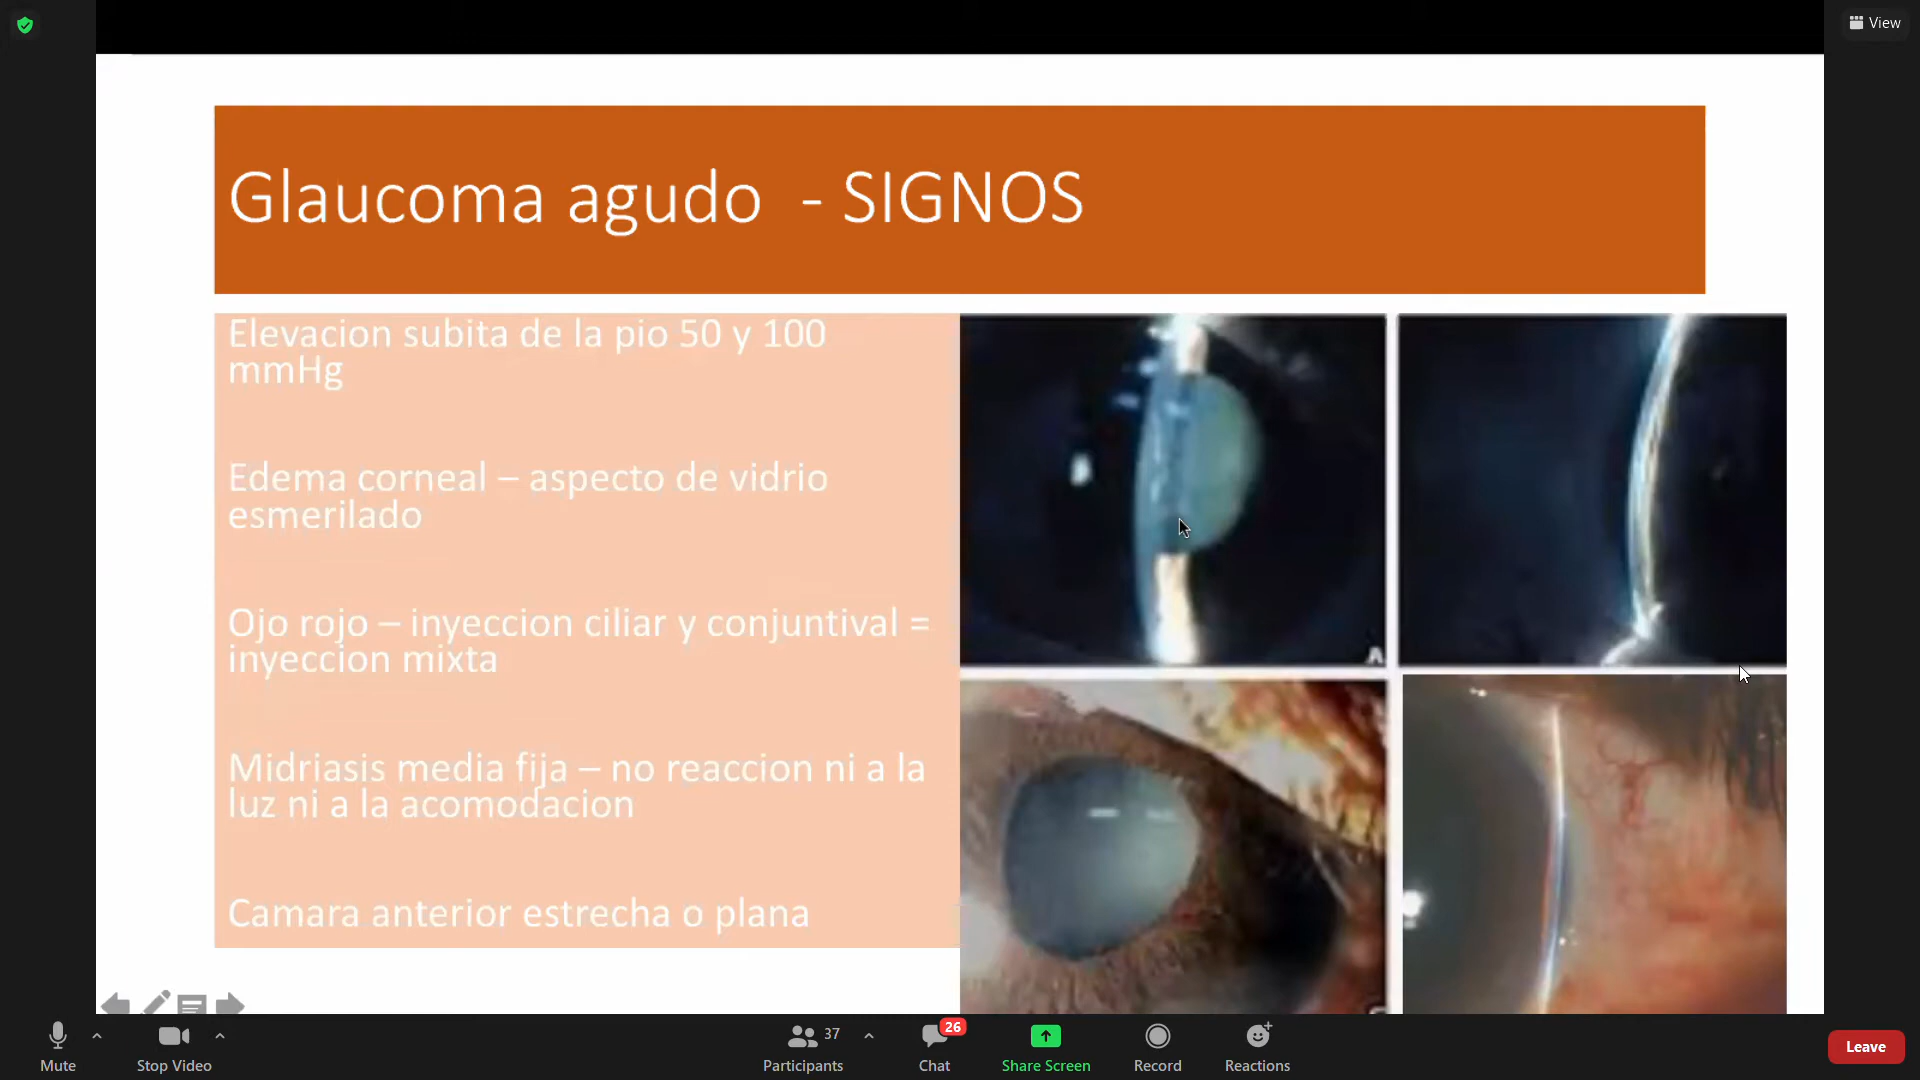 View
Glaucoma agudo - SIGNOS
Elevacion subita de la pio 50 y 100
mmHg
Edema corneal – aspecto de vidrio
esmerilado
Ojo rojo – inyeccion ciliar y conjuntival =
inyeccion mixta
Midriasis media fija – no reaccion ni a la
luz ni a la acomodacion
Camara anterior estrecha o plana
A
Mute
Stop Video
37
Participants
26
Chat
Share Screen
Record
Reactions
Leave